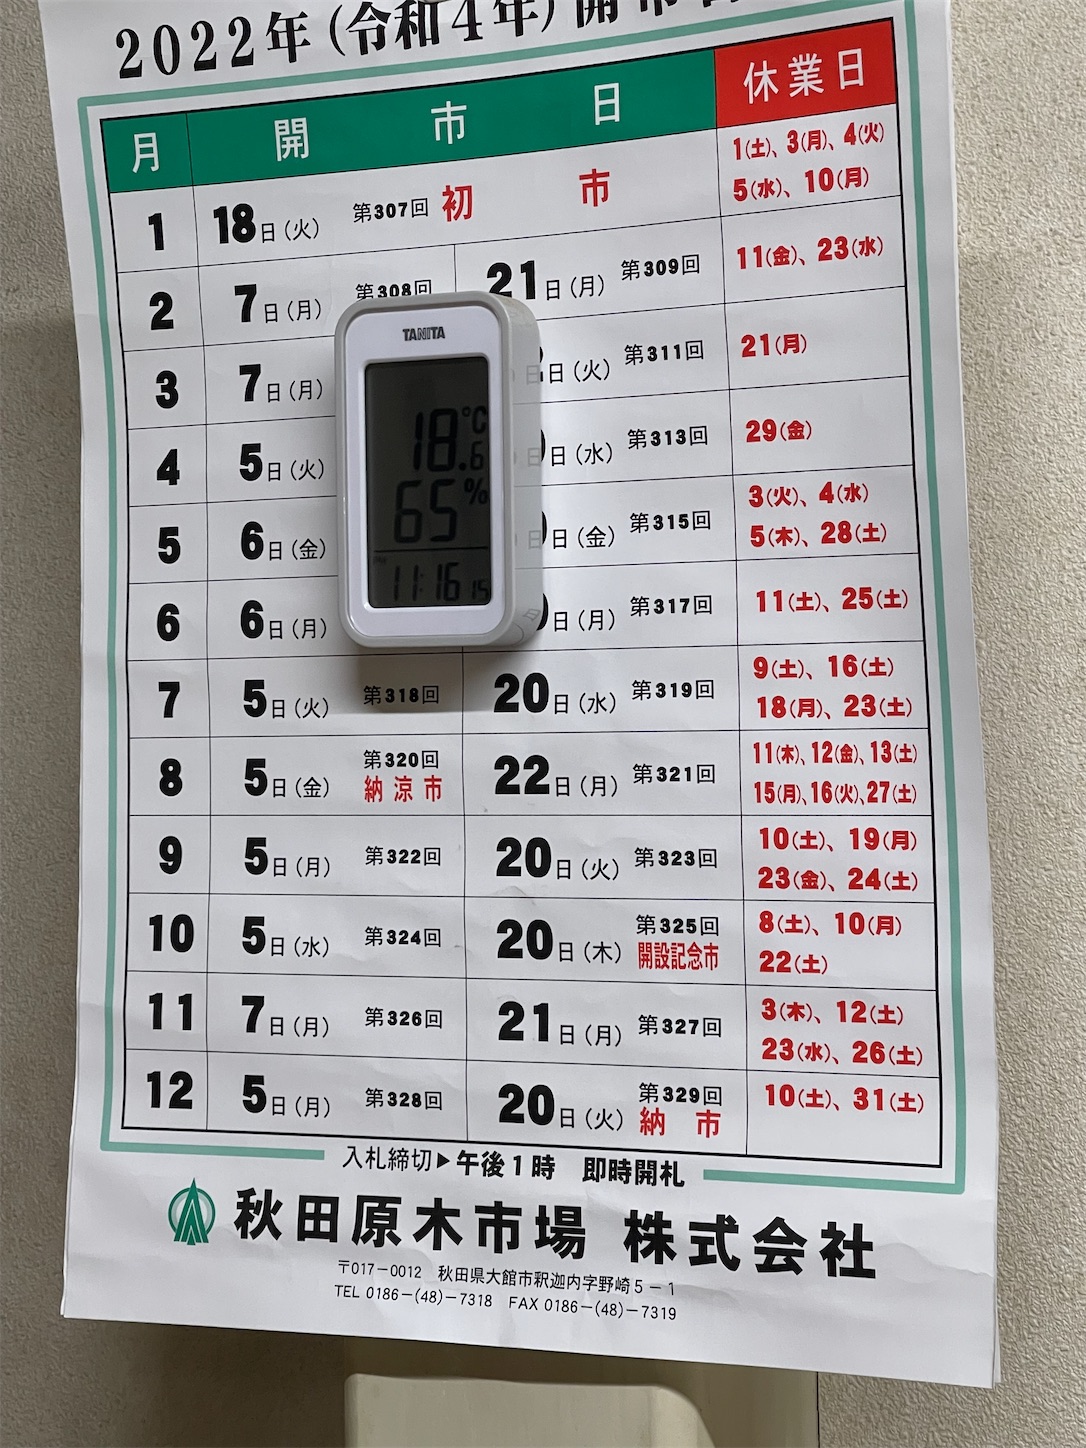 2022年(令和4年)開市
月 開市日 休業日
1 18日(火) 第307回 初市 1(土)、3(月)、4(火)
5(水)、10(月)
2 7日(月) 第308回 21日(月) 第309回 11(金)、23(水)
3 7日(月) 日(火) 第311回 21(月)
4 5日(火) 日(水) 第313回 29(金)
5 6日(金) 日(金) 第315回 3(火)、4(水)
5(木)、28(土)
6 6日(月) 日(月) 第317回 11(土)、25(土)
7 5日(火) 第318回 20日(水) 第319回 9(土)、16(土)
18(月)、23(土)
8 5日(金) 第320回 納涼市 22日(月) 第321回 11(木)、12(金)、13(土)
15(月)、16(火)、27(土)
9 5日(月) 第322回 20日(火) 第323回 10(土)、19(月)
23(金)、24(土)
10 5日(水) 第324回 20日(木) 第325回 開設記念市 8(土)、10(月)
22(土)
11 7日(月) 第326回 21日(月) 第327回 3(木)、12(土)
23(水)、26(土)
12 5日(月) 第328回 20日(火) 第329回 納市 10(土)、31(土)
入札締切▶午後1時 即時開札
秋田原木市場 株式会社
〒017-0012 秋田県大館市釈迦内字野崎5-1
TEL 0186-(48)-7318 FAX 0186-(48)-7319
TANITA
18.6℃
65%
11:16 15